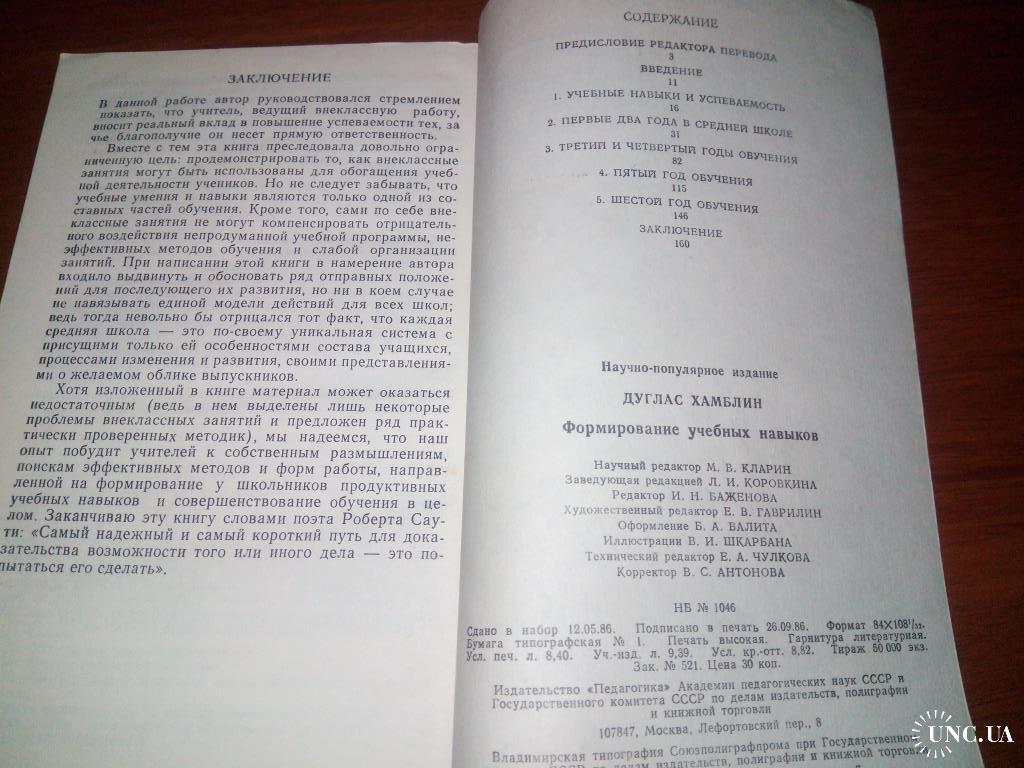 ЗАКЛЮЧЕНИЕ
В данной работе автор руководствовался стремлением
показать, что учитель, ведущий внеклассную работу,
вносит реальный вклад в повышение успеваемости тех, за
чье благополучие он несет прямую ответственность.
Вместе с тем эта книга преследовала довольно огра-
ниченную цель: продемонстрировать то, как внеклассные
занятия могут быть использованы для обогащения учеб-
ной деятельности учеников. Но не следует забывать, что
учебные умения и навыки являются только одной из со-
ставных частей обучения. Кроме того, сами по себе вне-
классные занятия не могут компенсировать отрицатель-
ного воздействия непродуманной учебной программы, не-
эффективных методов обучения и слабой организации
занятий. При написании этой книги в намерение автора
входило выдвинуть и обосновать ряд отправных положе-
ний для последующего их развития, но ни в коем случае
не навязывать единой модели действий для всех школ;
ведь тогда невольно бы отрицался тот факт, что каждая
средняя школа — это по-своему уникальная система с
присущими только ей особенностями состава учащихся,
процессами изменения и развития, своими представления-
ми о желаемом облике выпускников.
Хотя изложенный в книге материал может оказаться
недостаточным (ведь в нем выделены лишь некоторые
проблемы внеклассных занятий и предложен ряд прак-
тически проверенных методик), мы надеемся, что наш
опыт побудит учителей к собственным размышлениям,
поискам эффективных методов и форм работы, направ-
ленной на формирование у школьников продуктивных
учебных навыков и совершенствование обучения в це-
лом. Заканчиваю эту книгу словами поэта Роберта Сау-
ти: «Самый надежный и самый короткий путь для дока-
зательства возможности того или иного дела — это по-
пытаться его сделать».
СОДЕРЖАНИЕ
ПРЕДИСЛОВИЕ РЕДАКТОРА ПЕРЕВОДА
3
ВВЕДЕНИЕ
11
1. УЧЕБНЫЕ НАВЫКИ И УСПЕВАЕМОСТЬ
16
2. ПЕРВЫЕ ДВА ГОДА В СРЕДНЕЙ ШКОЛЕ
31
3. ТРЕТИЙ И ЧЕТВЕРТЫЙ ГОДЫ ОБУЧЕНИЯ
82
4. ПЯТЫЙ ГОД ОБУЧЕНИЯ
115
5. ШЕСТОЙ ГОД ОБУЧЕНИЯ
146
ЗАКЛЮЧЕНИЕ
160
Научно-популярное издание
ДУГЛАС ХАМБЛИН
Формирование учебных навыков
Научный редактор М. В. КЛАРИН
Заведующая редакцией Л. И. КОРОВКИНА
Редактор И. Н. БАЖЕНОВА
Художественный редактор Е. В. ГАВРИЛИН
Оформление Б. А. ВАЛИТА
Иллюстрации В. И. ШКАРБАНА
Технический редактор Е. А. ЧУЛКОВА
Корректор В. С. АНТОНОВА
НБ № 1046
Сдано в набор 12.05.86. Подписано в печать 26.09.86. Формат 84×108¹/₃₂.
Бумага типографская № 1. Печать высокая. Гарнитура литературная.
Усл. печ. л. 8,40. Уч.-изд. л. 9,39. Усл. кр.-отт. 8,82. Тираж 50 000 экз.
Зак. № 521. Цена 30 коп.
Издательство «Педагогика» Академии педагогических наук СССР и
Государственного комитета СССР по делам издательств, полиграфии
и книжной торговли
107847, Москва, Лефортовский пер., 8
Владимирская типография Союзполиграфпрома при Государственно
СССР по делам издательств, полиграфии и книжной торговли
UNC.UA